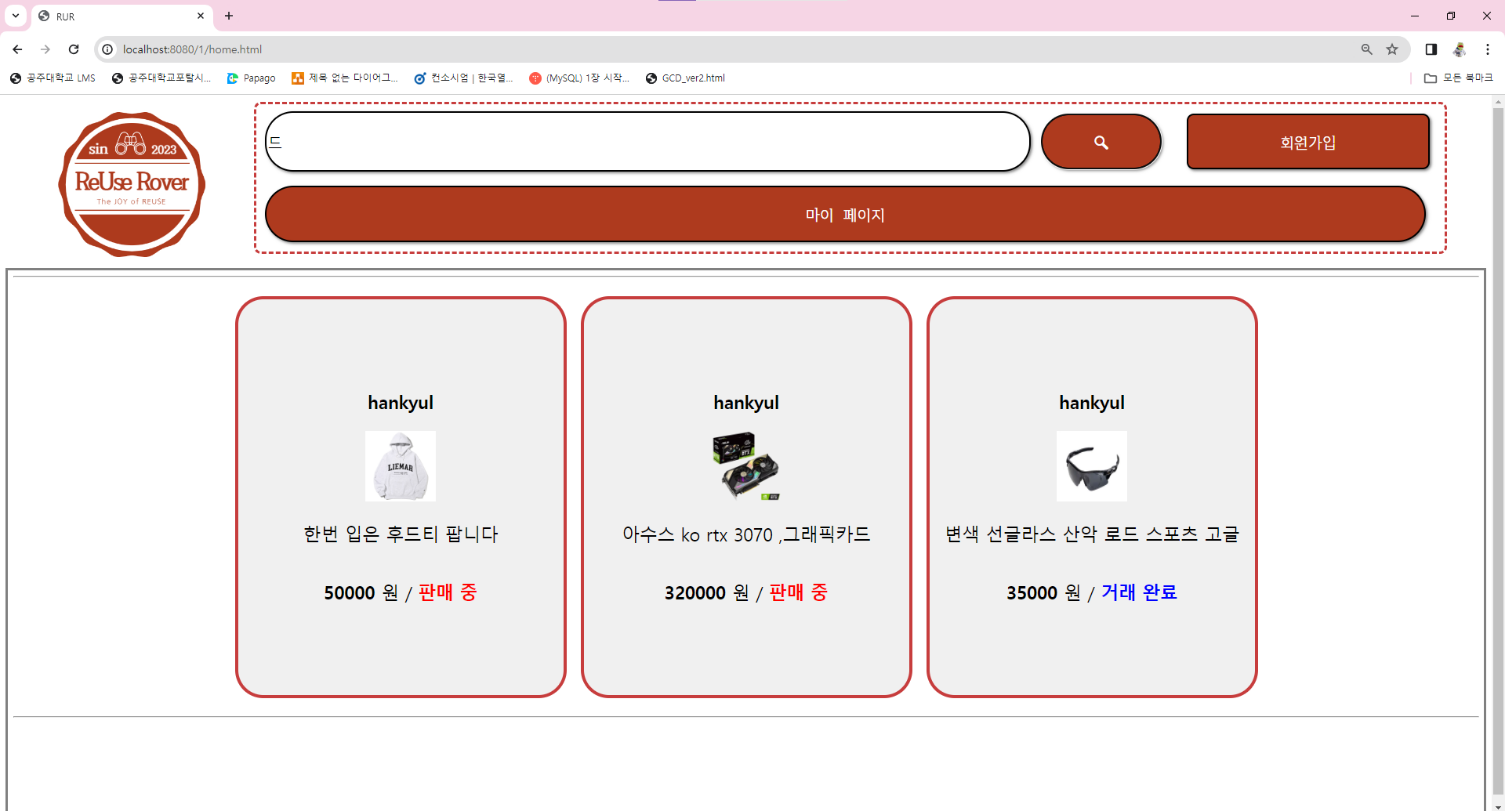 RUR
localhost:8080/1/home.html
공주대학교 LMS
공주대학교포탈시...
Papago
제목 없는 다이어그...
컨소시엄 | 한국열...
(MySQL) 1장 시작...
GCD_ver2.html
모든 북마크
sin 2023
ReUse Rover
The JOY of REUSE
드
회원가입
마이 페이지
hankyul
LIEMAR
한번 입은 후드티 팝니다
50000 원 / 판매 중
hankyul
아수스 ko rtx 3070 ,그래픽카드
320000 원 / 판매 중
hankyul
변색 선글라스 산악 로드 스포츠 고글
35000 원 / 거래 완료